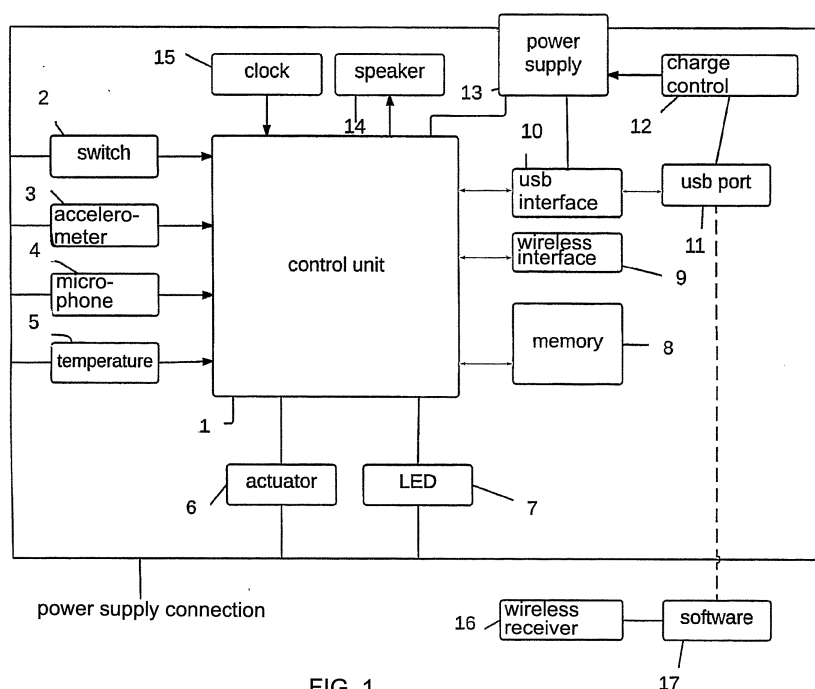 power
supply
15
clock
speaker
charge
control
13
14
12
2
switch
10
usb
interface
usb port
3
accelero-
meter
11
4
control unit
wireless
interface
9
micro-
phone
5
memory
8
temperature
1
actuator
LED
6
7
power supply connection
wireless
receiver
software
16
17
FIG. 1